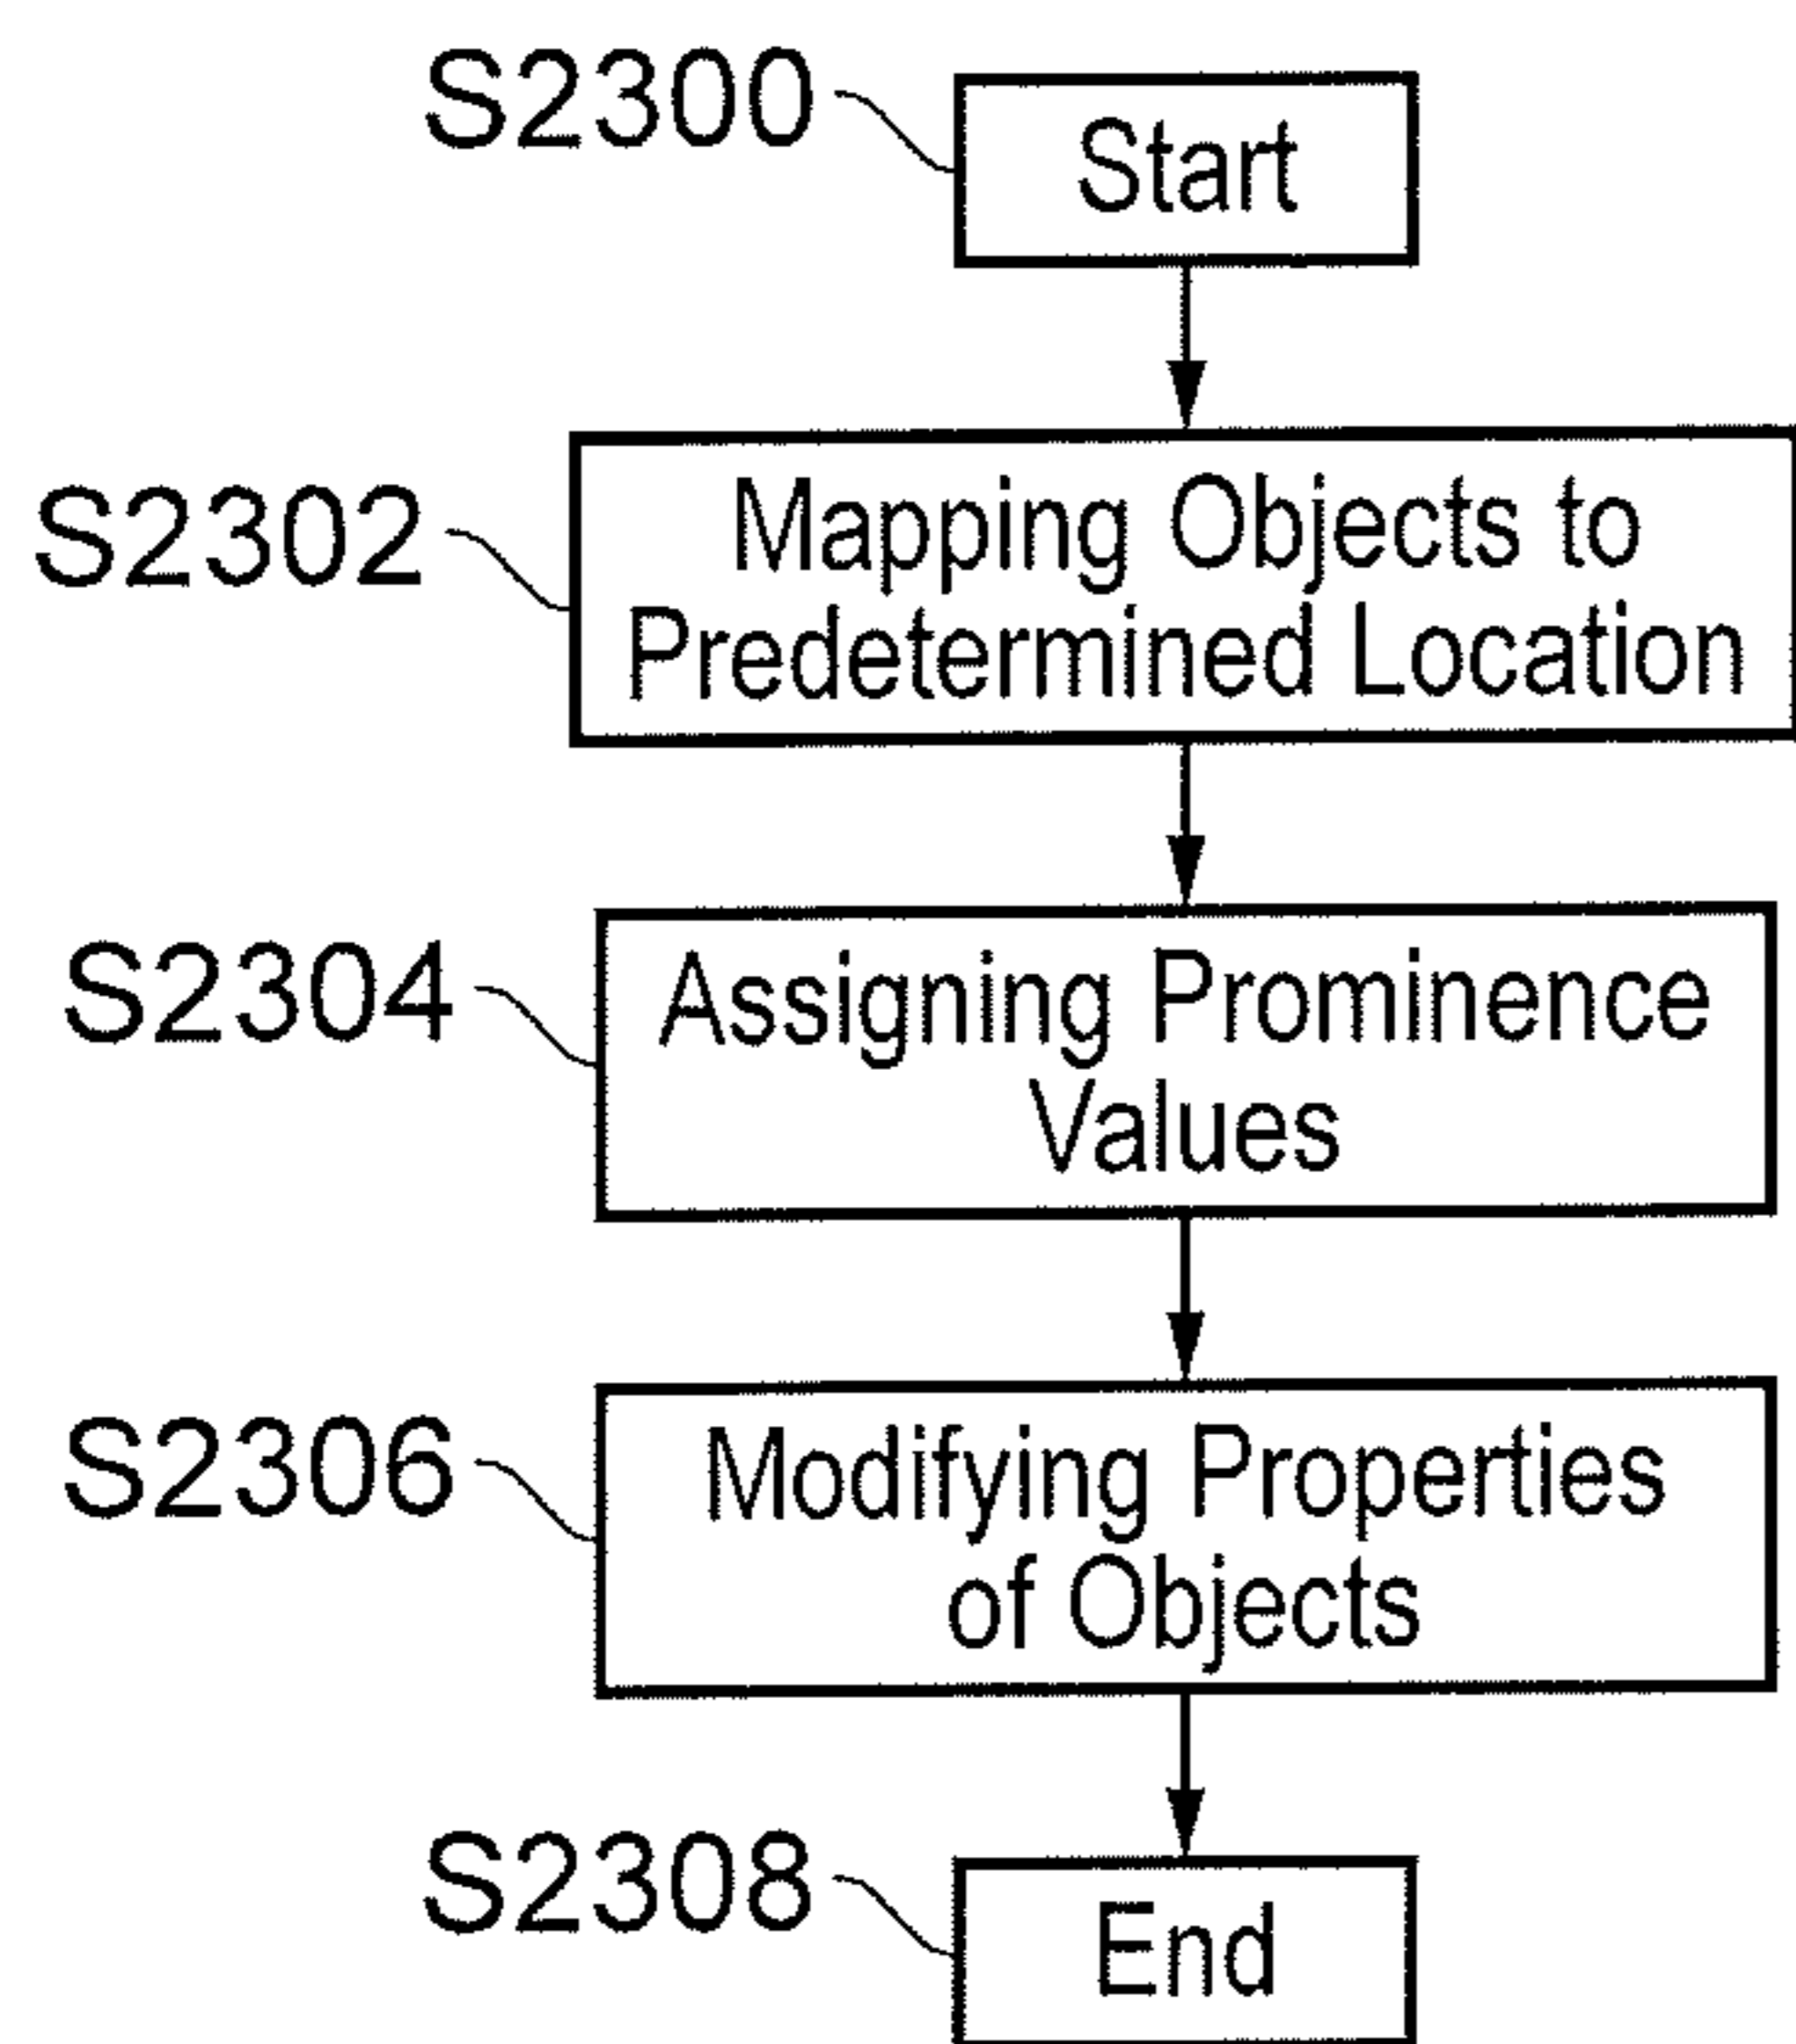 S2300
Start
S2302
Mapping Objects to
Predetermined Location
S2304
Assigning Prominence
Values
S2306
Modifying Properties
of Objects
S2308
End